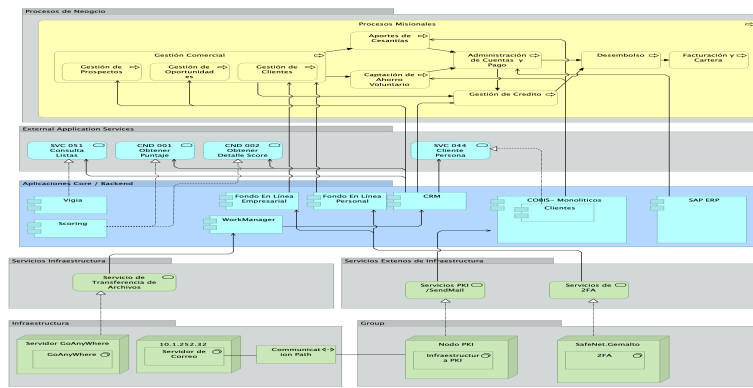 Procesos de Neogcio
Procesos Misionales
Aportes de
Cesantías
Gestión Comercial
Gestión de
Prospectos
Gestión de
Oportunidad
es
Gestión de
Clientes
Captación de
Ahorro
Voluntario
Administración
de Cuentas y
Pago
Gestión de Credito
Desembolso
Facturación y
Cartera
External Application Services
SVC 051
Consulta
Listas
CND 001
Obtener
Puntaje
CND 002
Obtener
Detalle Score
SVC 044
Cliente
Persona
Aplicaciones Core / Backend
Vigia
Scoring
Fondo En Línea
Empresarial
Fondo En Línea
Personal
CRM
WorkManager
COBIS- Monolíticos
Clientes
SAP ERP
Servicios Infraestructura
Servicio de
Transferencia de
Archivos
Servicios Extenos de Infraestructura
Servicios PKI
/SendMail
Servicios de
2FA
Infraestructura
Servidor GoAnyWhere
GoAnyWhere
10.1.252.32
Servidor de
Correo
Communicat
ion Path
Group
Nodo PKI
Infraestructur
a PKI
SafeNet.Gemalto
2FA